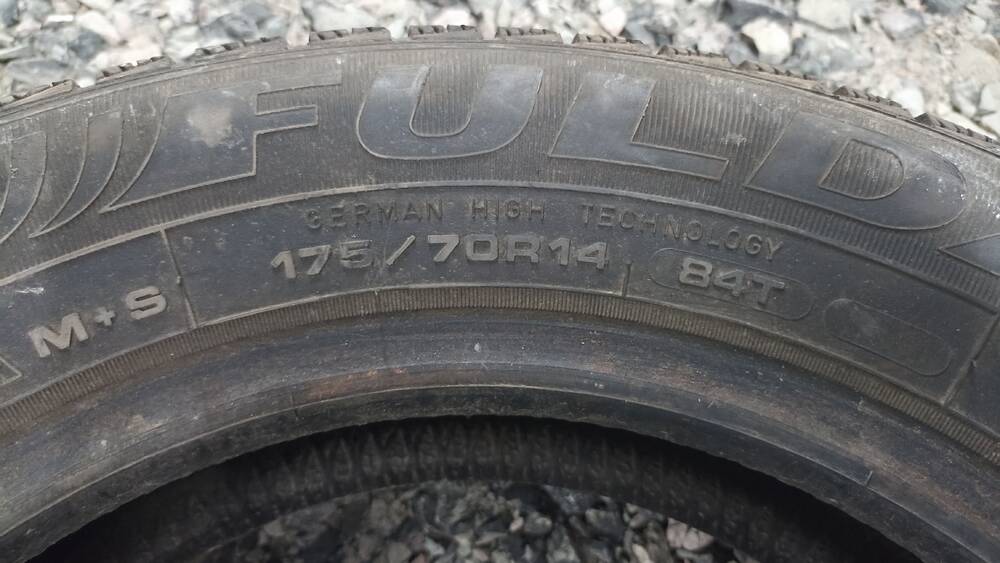 FULD
GERMAN HIGH TECHNOLOGY
M+S 175/70R14 84T